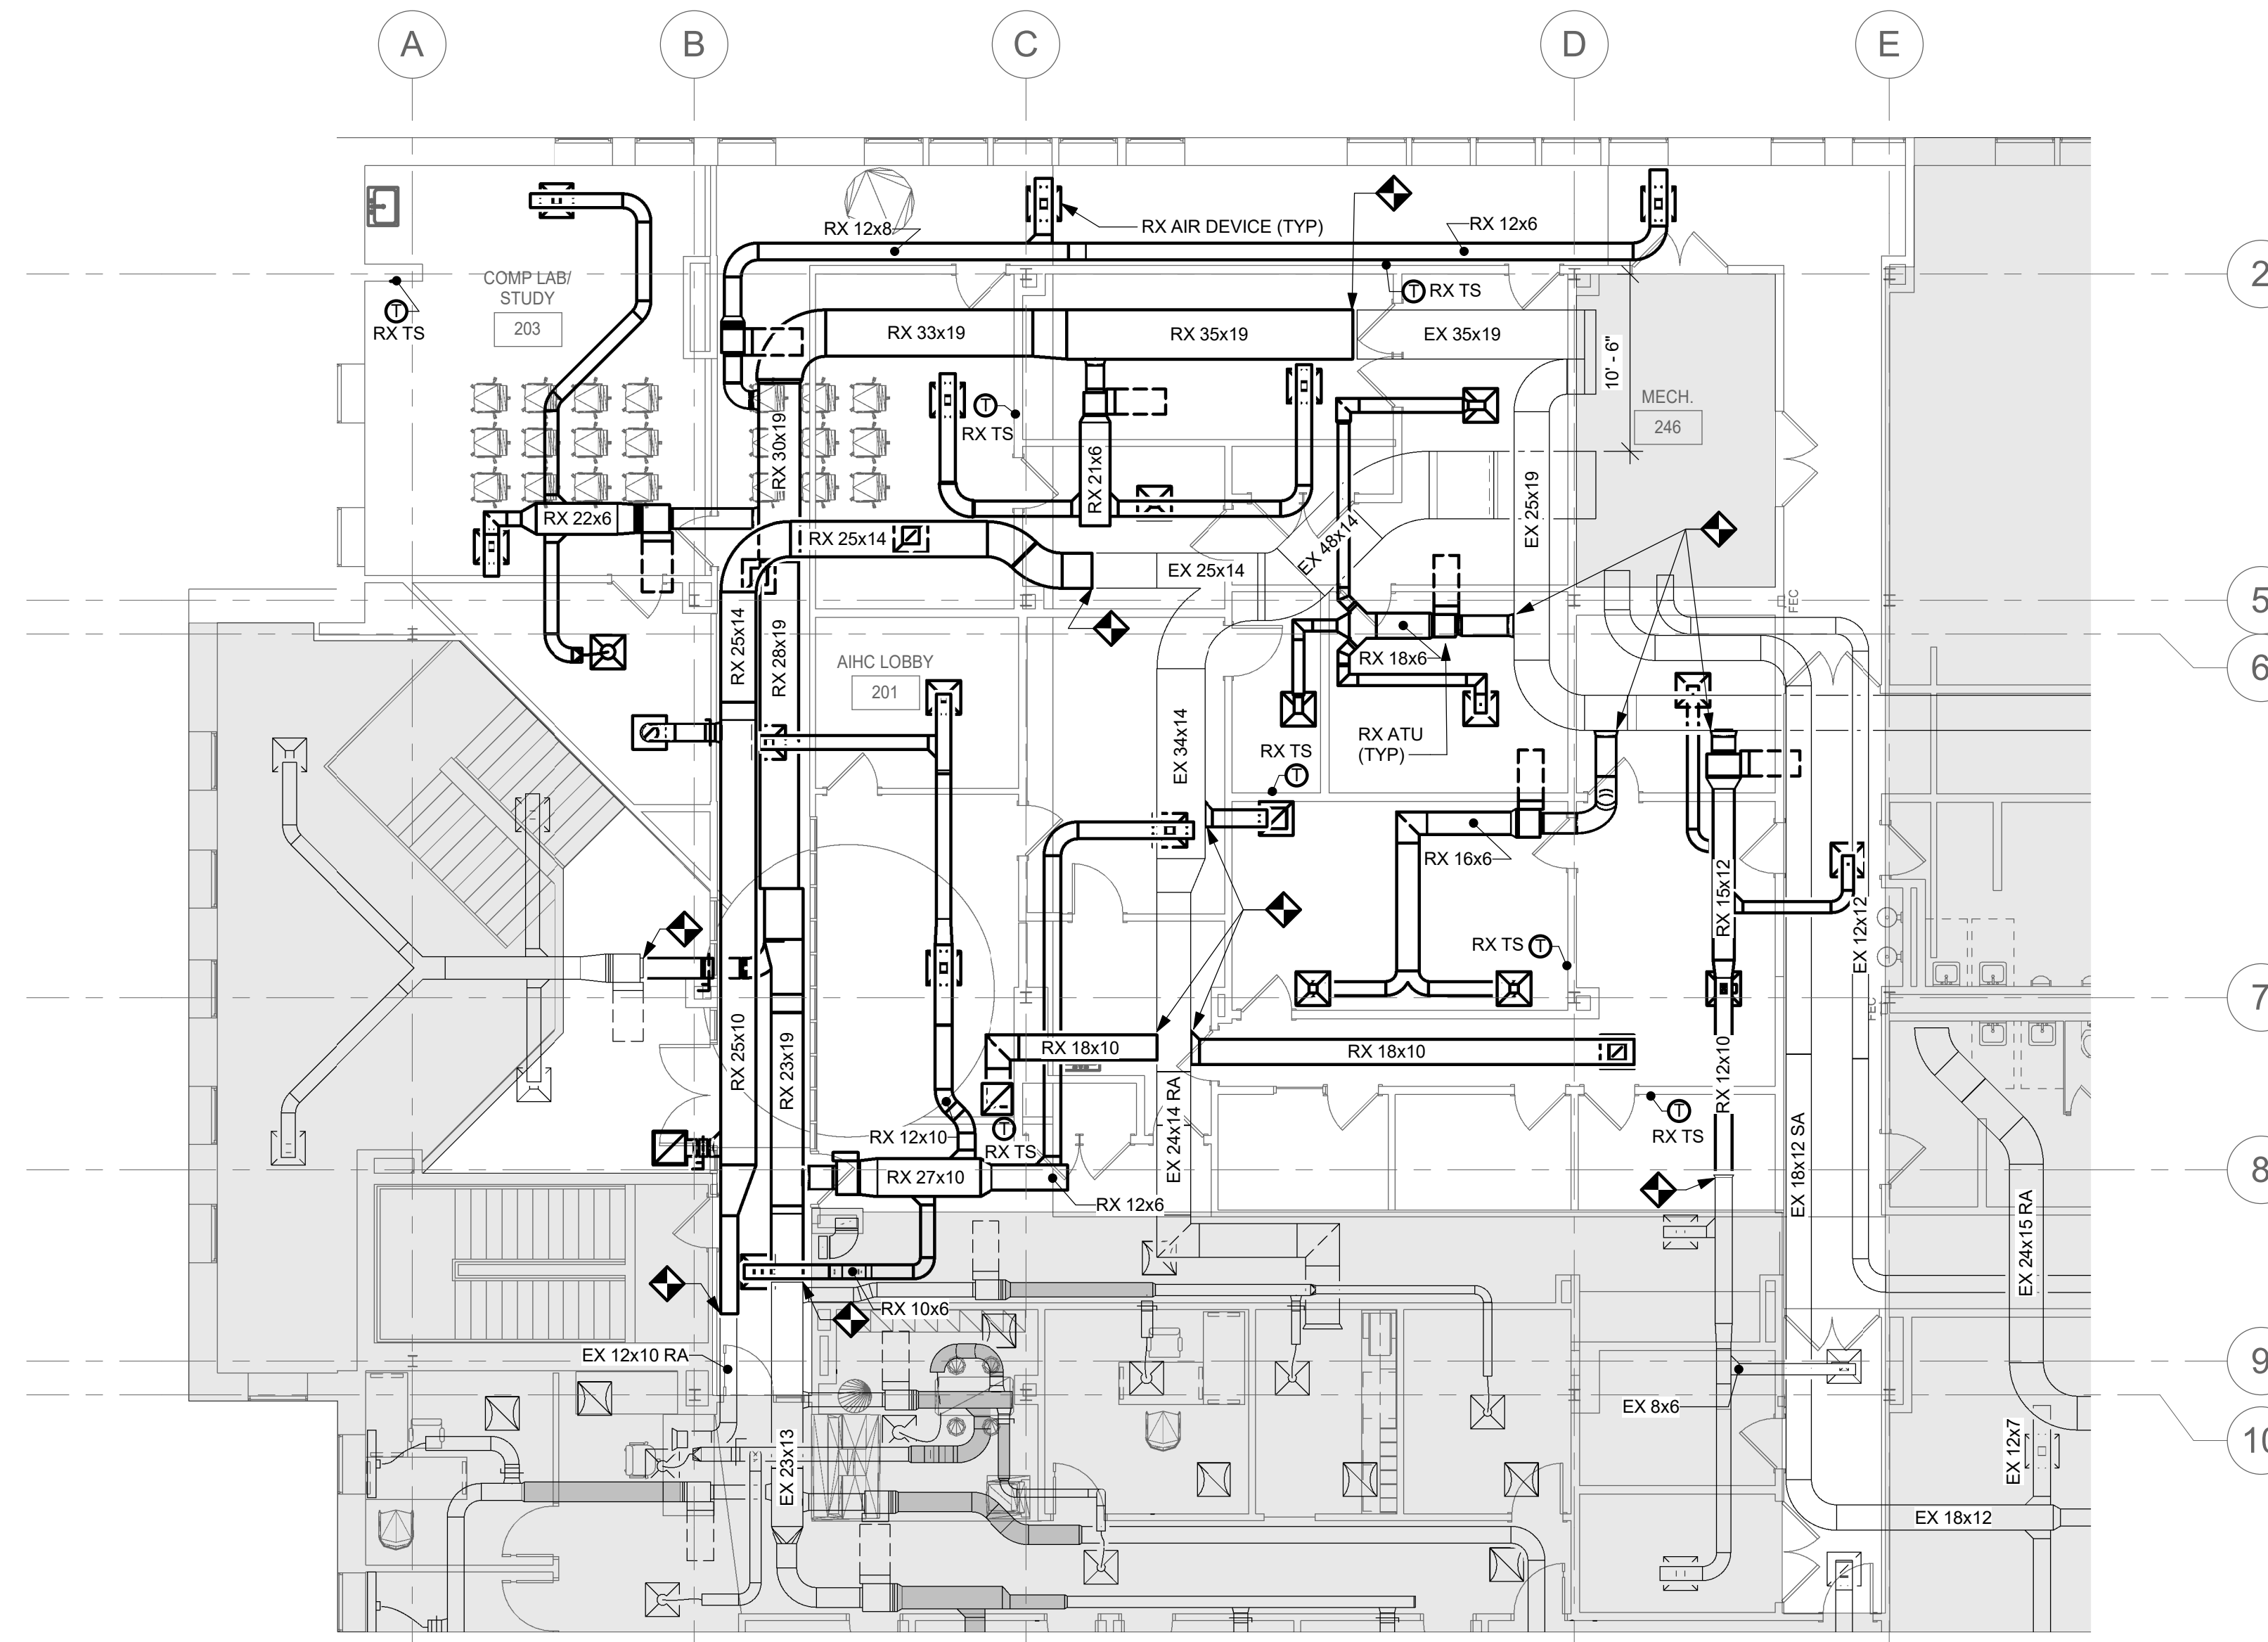 A
B
C
D
E
2
RX 12x8
RX AIR DEVICE (TYP)
RX 12x6
COMP LAB/
STUDY
203
T
RX TS
T
RX TS
RX 33x19
RX 35x19
EX 35x19
10' - 6"
MECH.
246
T
RX TS
RX 30x19
RX 21x6
EX 25x19
RX 22x6
RX 25x14
EX 48x14
EX 25x14
FEC
5
6
RX 25x14
RX 28x19
AIHC LOBBY
201
RX 18x6
EX 34x14
RX ATU
(TYP)
RX TS
T
RX 16x6
RX 15x12
EX 12x12
RX TS
T
FEC
7
RX 25x10
RX 23x19
RX 18x10
RX 18x10
RX 12x10
EX 24x14 RA
T
RX TS
T
RX TS
RX 12x10
EX 18x12 SA
8
RX 27x10
RX 12x6
EX 24x15 RA
RX 10x6
EX 12x10 RA
9
EX 8x6
10
EX 12x7
EX 23x13
EX 18x12